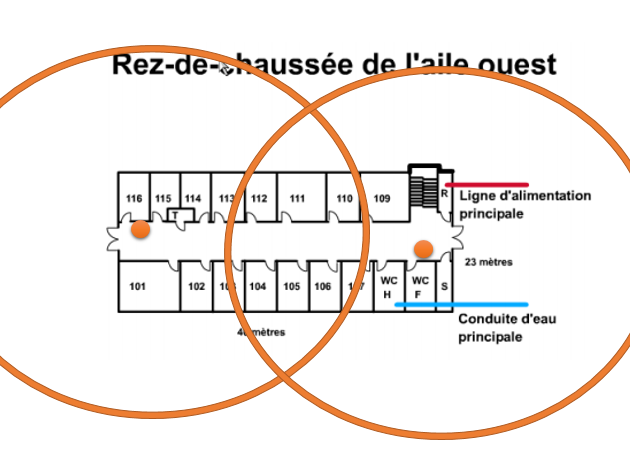 Rez-de-chaussée de l'aile ouest
116 115 114 113 112 111 110 109 R
T
Ligne d'alimentation
principale
23 mètres
101 102 104 105 106 WC H WC F S
Conduite d'eau
principale
mètres